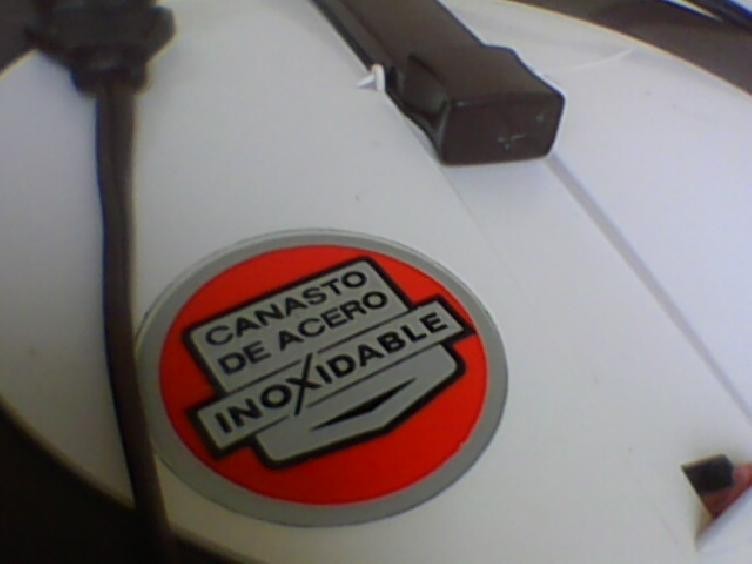 CANASTO
DE ACERO
INOXIDABLE